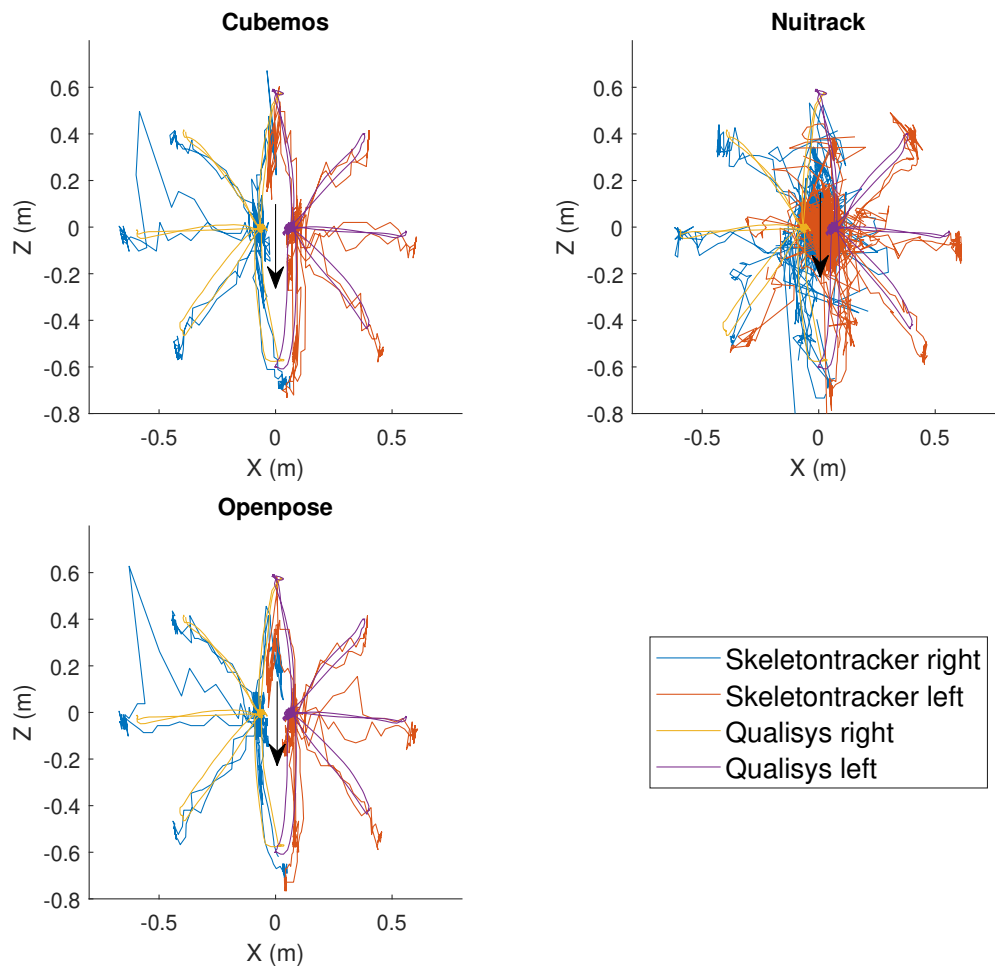 Cubemos
0.6
0.4
0.2
0
-0.2
-0.4
-0.6
-0.8
Z (m)
-0.5
0
0.5
X (m)
Nuitrack
0.6
0.4
0.2
0
-0.2
-0.4
-0.6
-0.8
Z (m)
-0.5
0
0.5
X (m)
Openpose
0.6
0.4
0.2
0
-0.2
-0.4
-0.6
-0.8
Z (m)
-0.5
0
0.5
X (m)
Skeletontracker right
Skeletontracker left
Qualisys right
Qualisys left